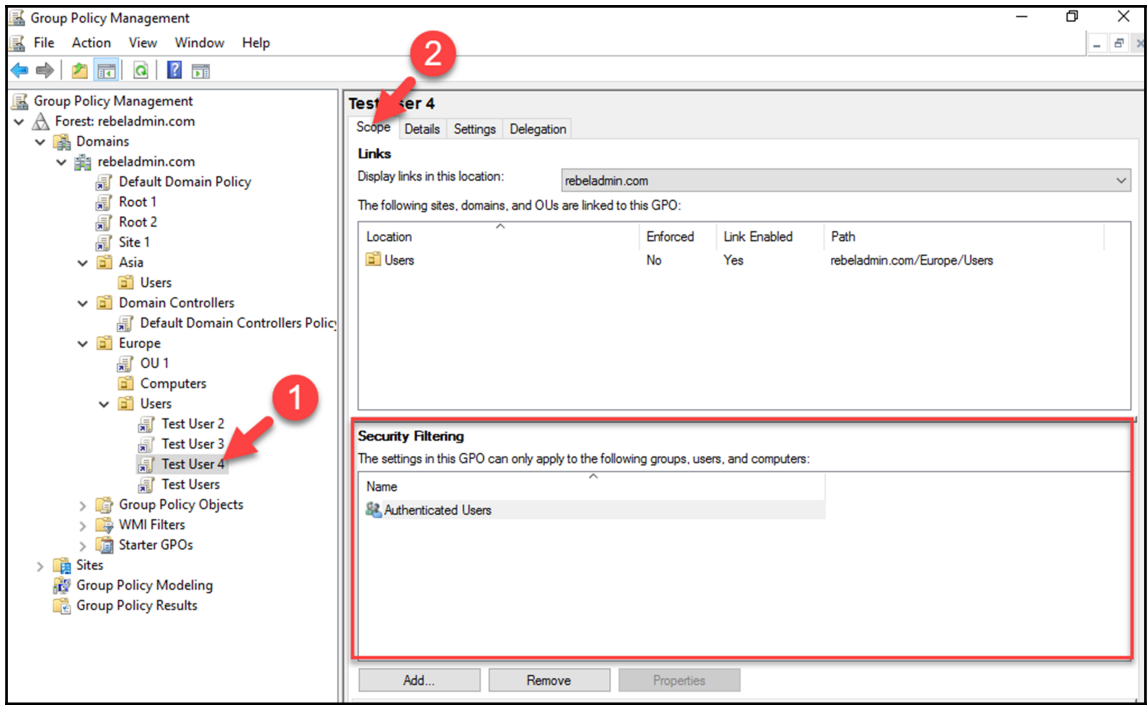 Group Policy Management
File Action View Window Help
2
Group Policy Management
Forest: rebeladmin.com
Domains
rebeladmin.com
Default Domain Policy
Root 1
Root 2
Site 1
Asia
Users
Domain Controllers
Default Domain Controllers Policy
Europe
OU 1
Computers
Users
Test User 2
Test User 3
Test User 4
Test Users
Group Policy Objects
WMI Filters
Starter GPOs
Sites
Group Policy Modeling
Group Policy Results
1
Test User 4
Scope Details Settings Delegation
Links
Display links in this location: rebeladmin.com
The following sites, domains, and OUs are linked to this GPO:
Location Enforced Link Enabled Path
Users No Yes rebeladmin.com/Europe/Users
Security Filtering
The settings in this GPO can only apply to the following groups, users, and computers:
Name
Authenticated Users
Add... Remove Properties